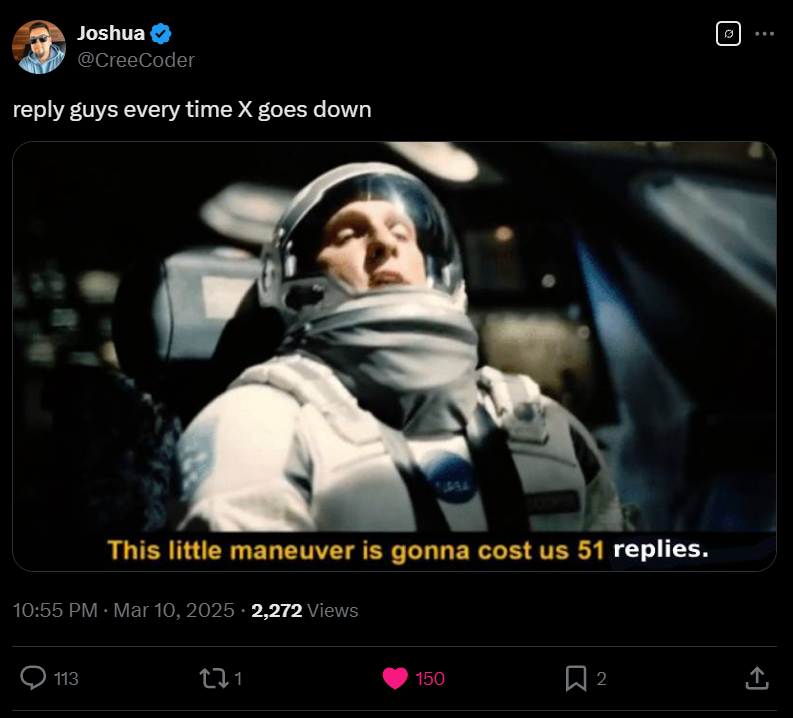 Joshua
@CreeCoder
reply guys every time X goes down
NASA
This little maneuver is gonna cost us 51 replies.
10:55 PM · Mar 10, 2025 · 2,272 Views
113
1
150
2